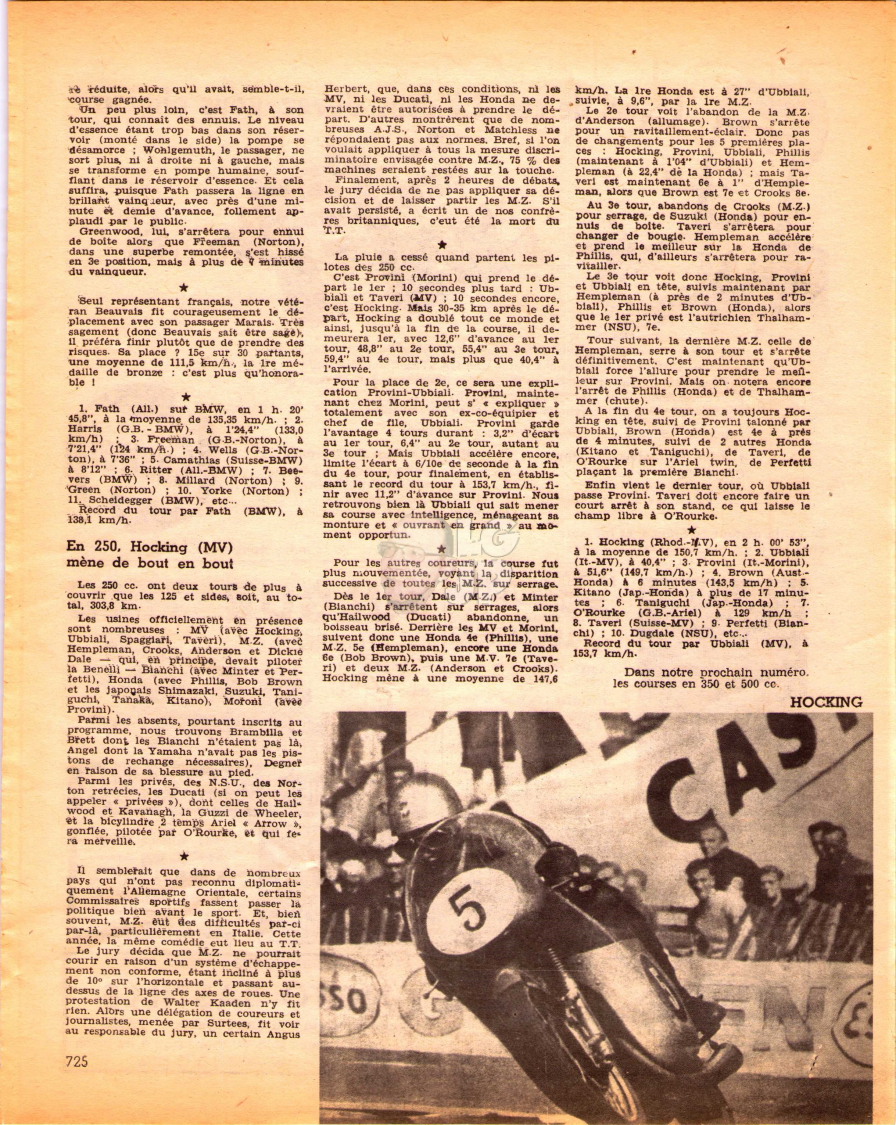 te réduite, alors qu'il avait, semble-t-il,
course gagnée.
Un peu plus loin, c'est Fath, à son
tour, qui connaît des ennuis. Le niveau
d'essence étant trop bas dans son réser-
voir (monté dans le side) la pompe se
désamorce ; Wohlgemuth, le passager, ne
sort plus, ni à droite ni à gauche, mais
se transforme en pompe humaine, souf-
flant dans le réservoir d'essence. Et cela
suffira, puisque Fath passera la ligne en
brillant vainqueur, avec près d'une mi-
nute et demie d'avance, follement ap-
plaudi par le public.
Greenwood, lui, s'arrêtera pour ennui
de boîte alors que Freeman (Norton),
dans une superbe remontée, s'est hissé
en 3e position, mais à plus de 7 minutes
du vainqueur.
★
Seul représentant français, notre vété-
ran Beauvais fit courageusement le dé-
placement avec son passager Marais. Très
sagement (donc Beauvais sait être sage),
il préféra finir plutôt que de prendre des
risques. Sa place ? 15e sur 30 partants,
une moyenne de 111,5 km/h., la 1re mé-
daille de bronze : c'est plus qu'honora-
ble !
★
1. Fath (All.) sur BMW, en 1 h. 20'
45,8", à la moyenne de 135,35 km/h. ; 2.
Harris (G.B. - BMW), à 1'24,4" (133,0
km/h) ; 3. Freeman (G.B-Norton), à
7'21,4" (124 km/h.) ; 4. Wells (G.B.-Nor-
ton), à 7'36" ; 5. Camathias (Suisse-BMW)
à 8'12" ; 6. Ritter (All.-BMW) ; 7. Bee-
vers (BMW) ; 8. Millard (Norton) ; 9.
Green (Norton) ; 10. Yorke (Norton) ;
11. Scheidegger (BMW), etc...
Record du tour par Fath (BMW), à
138,1 km/h.
En 250, Hocking (MV)
mène de bout en bout
Les 250 cc. ont deux tours de plus à
couvrir que les 125 et sides, soit, au to-
tal, 303,8 km.
Les usines officiellement en présence
sont nombreuses : MV (avec Hocking,
Ubbiali, Spaggiari, Taveri), M.Z. (avec
Hempleman, Crooks, Anderson et Dickie
Dale — qui, en principe, devait piloter
la Benelli — Bianchi (avec Minter et Per-
fetti), Honda (avec Phillis, Bob Brown
et les japonais Shimazaki, Suzuki, Tani-
guchi, Tanaka, Kitano), Morini (avec
Provini).
Parmi les absents, pourtant inscrits au
programme, nous trouvons Brambilla et
Brett dont les Bianchi n'étaient pas là,
Angel dont la Yamaha n'avait pas les pis-
tons de rechange nécessaires), Degner
en raison de sa blessure au pied.
Parmi les privés, des N.S.U., des Nor-
ton retrécies, les Ducati (si on peut les
appeler « privées »), dont celles de Hail-
wood et Kavanagh, la Guzzi de Wheeler,
et la bicylindre 2 temps Ariel « Arrow »,
gonflée, pilotée par O'Rourke, et qui fe-
ra merveille.
★
Il semblerait que dans de nombreux
pays qui n'ont pas reconnu diplomati-
quement l'Allemagne Orientale, certains
Commissaires sportifs fassent passer la
politique bien avant le sport. Et, bien
souvent, M.Z. eut des difficultés par-ci
par-là, particulièrement en Italie. Cette
année, la même comédie eut lieu au T.T.
Le jury décida que M.Z. ne pourrait
courir en raison d'un système d'échappe-
ment non conforme, étant incliné à plus
de 10° sur l'horizontale et passant au-
dessus de la ligne des axes de roues. Une
protestation de Walter Kaaden n'y fit
rien. Alors une délégation de coureurs et
journalistes, menée par Surtees, fit voir
au responsable du jury, un certain Angus
725
Herbert, que, dans ces conditions, ni les
MV, ni les Ducati, ni les Honda ne de-
vraient être autorisées à prendre le dé-
part. D'autres montrèrent que de nom-
breuses A.J.S., Norton et Matchless ne
répondaient pas aux normes. Bref, si l'on
voulait appliquer à tous la mesure discri-
minatoire envisagée contre M.Z., 75 % des
machines seraient restées sur la touche.
Finalement, après 2 heures de débats,
le jury décida de ne pas appliquer sa dé-
cision et de laisser partir les M.Z. S'il
avait persisté, a écrit un de nos confrè-
res britanniques, c'eut été la mort du
T.T.
★
La pluie a cessé quand partent les pi-
lotes des 250 cc.
C'est Provini (Morini) qui prend le dé-
part le 1er ; 10 secondes plus tard : Ub-
biali et Taveri (MV) ; 10 secondes encore,
c'est Hocking. Mais 30-35 km après le dé-
part, Hocking a doublé tout ce monde et
ainsi, jusqu'à la fin de la course, il de-
meurera 1er, avec 12,6" d'avance au 1er
tour, 48,8" au 2e tour, 55,4" au 3e tour,
59,4" au 4e tour, mais plus que 40,4" à
l'arrivée.
Pour la place de 2e, ce sera une expli-
cation Provini-Ubbiali. Provini, mainte-
nant chez Morini, peut s' « expliquer »
totalement avec son ex-co-équipier et
chef de file, Ubbiali. Provini garde
l'avantage 4 tours durant : 3,2" d'écart
au 1er tour, 6,4" au 2e tour, autant au
3e tour ; Mais Ubbiali accélère encore,
limite l'écart à 6/10e de seconde à la fin
du 4e tour, pour finalement, en établis-
sant le record du tour à 153,7 km/h., fi-
nir avec 11,2" d'avance sur Provini. Nous
retrouvons bien là Ubbiali qui sait mener
sa course avec intelligence, ménageant sa
monture et « ouvrant en grand » au mo-
ment opportun.
★
Pour les autres coureurs, la course fut
plus mouvementée, voyant la disparition
successive de toutes les M.Z. sur serrage.
Dès le 1er tour, Dale (M.Z.) et Minter
(Bianchi) s'arrêtent sur serrages, alors
qu'Hailwood (Ducati) abandonne, un
boisseau brisé. Derrière les MV et Morini,
suivent donc une Honda 4e (Phillis), une
M.Z. 5e (Hempleman), encore une Honda
6e (Bob Brown), puis une M.V. 7e (Tave-
ri) et deux M.Z. (Anderson et Crooks).
Hocking mène à une moyenne de 147,6
km/h. La 1re Honda est à 27" d'Ubbiali,
suivie, à 9,6", par la 1re M.Z.
Le 2e tour voit l'abandon de la M.Z.
d'Anderson (allumage). Brown s'arrête
pour un ravitaillement-éclair. Donc pas
de changements pour les 5 premières pla-
ces : Hocking, Provini, Ubbiali, Phillis
(maintenant à 1'04" d'Ubbiali) et Hem-
pleman (à 22,4" de la Honda) ; mais Ta-
veri est maintenant 6e à 1" d'Hemple-
man, alors que Brown est 7e et Crooks 8e.
Au 3e tour, abandons de Crooks (M.Z.)
pour serrage, de Suzuki (Honda) pour en-
nuis de boîte. Taveri s'arrêtera pour
changer de bougie. Hempleman accélère
et prend le meilleur sur la Honda de
Phillis, qui, d'ailleurs s'arrêtera pour ra-
vitailler.
Le 3e tour voit donc Hocking, Provini
et Ubbiali en tête, suivis maintenant par
Hempleman (à près de 2 minutes d'Ub-
biali), Phillis et Brown (Honda), alors
que le 1er privé est l'autrichien Thalham-
mer (NSU), 7e.
Tour suivant, la dernière M.Z. celle de
Hempleman, serre à son tour et s'arrête
définitivement. C'est maintenant qu'Ub-
biali force l'allure pour prendre le meil-
leur sur Provini. Mais on notera encore
l'arrêt de Phillis (Honda) et de Thalham-
mer (chute).
A la fin du 4e tour, on a toujours Hoc-
king en tête, suivi de Provini talonné par
Ubbiali, Brown (Honda) est 4e à près
de 4 minutes, suivi de 2 autres Honda
(Kitano et Taniguchi), de Taveri, de
O'Rourke sur l'Ariel twin, de Perfetti
plaçant la première Bianchi.
Enfin vient le dernier tour, où Ubbiali
passe Provini. Taveri doit encore faire un
court arrêt à son stand, ce qui laisse le
champ libre à O'Rourke.
★
1. Hocking (Rhod.-M.V), en 2 h. 00' 53",
à la moyenne de 150,7 km/h. ; 2. Ubbiali
(It.-MV), à 40,4" ; 3. Provini (It.-Morini),
à 51,6" (149,7 km/h.) ; 4. Brown (Aust.-
Honda) à 6 minutes (143,5 km/h) ; 5.
Kitano (Jap.-Honda) à plus de 17 minu-
tes ; 6. Taniguchi (Jap.-Honda) ; 7.
O'Rourke (G.B.-Ariel) à 129 km/h ;
8. Taveri (Suisse-MV) ; 9. Perfetti (Bian-
chi) ; 10. Dugdale (NSU), etc...
Record du tour par Ubbiali (MV), à
153,7 km/h.
Dans notre prochain numéro.
les courses en 350 et 500 cc.
HOCKING
CAST
5
SSO